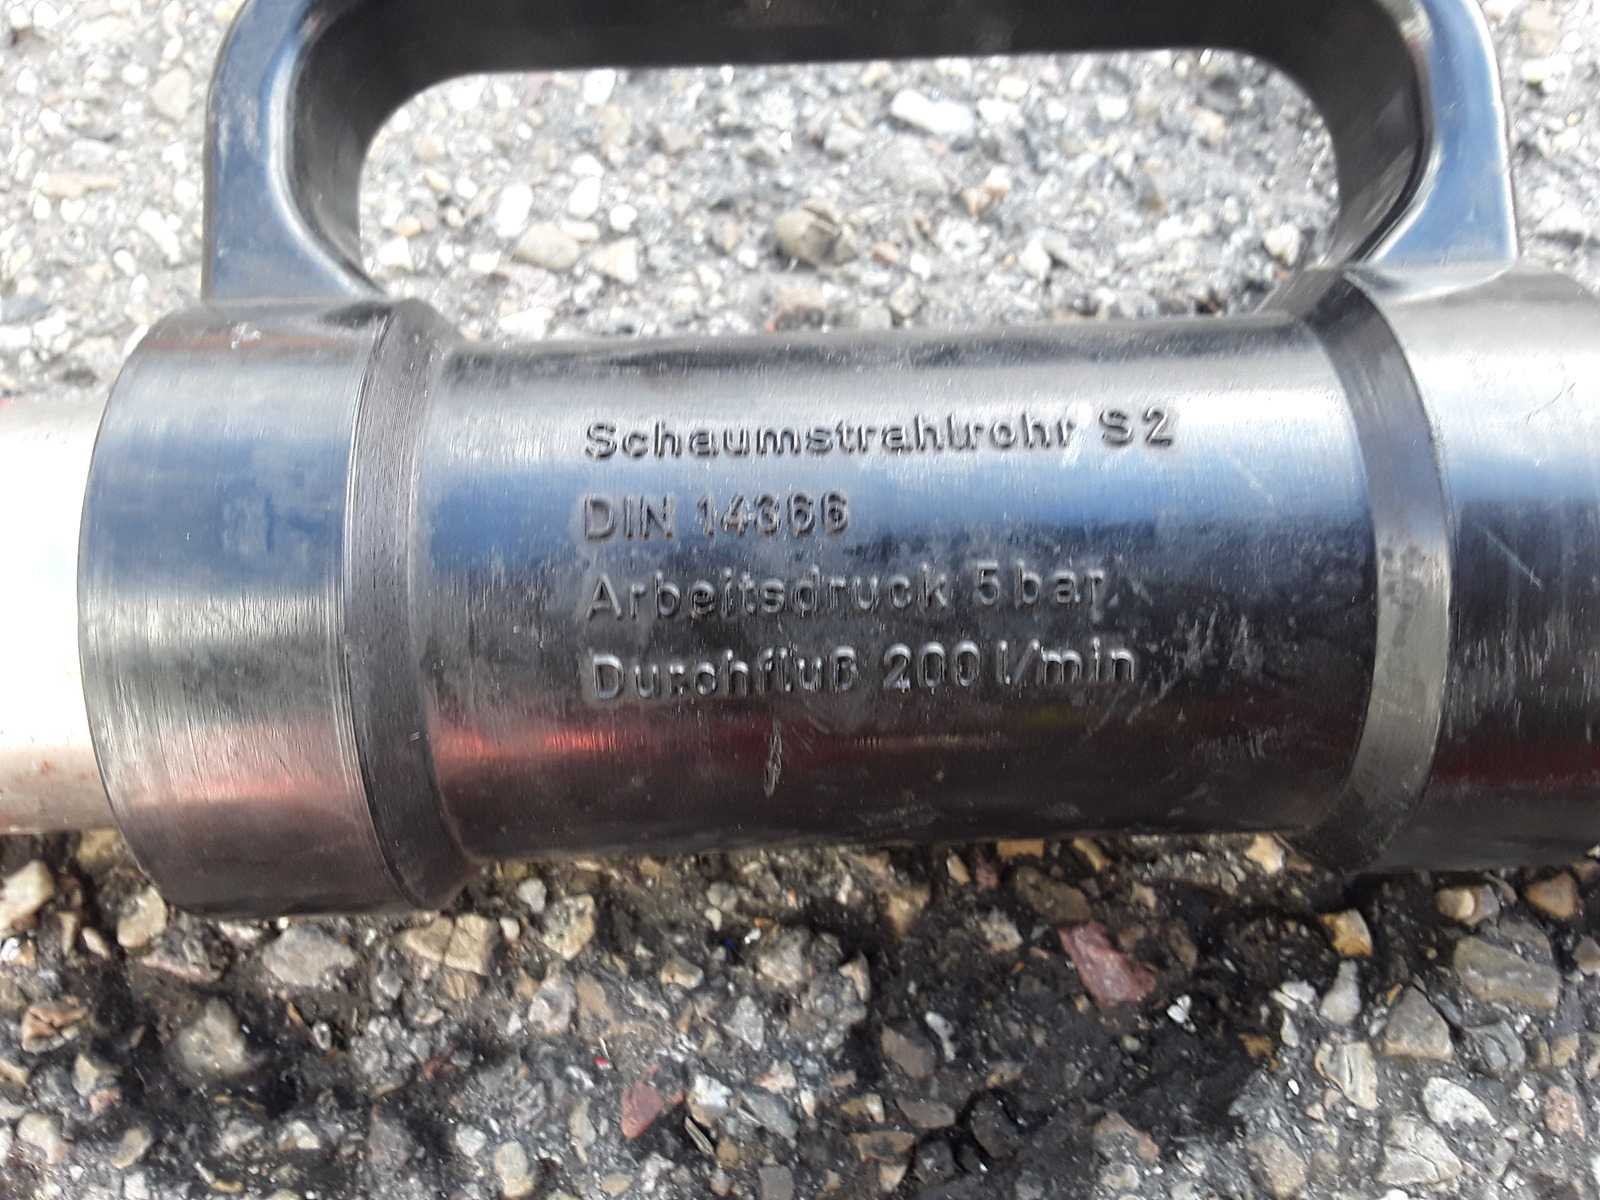 Schaumstrahlrohr S2
DIN 14366
Arbeitsdruck 5 bar
Durchfluß 200 l/min